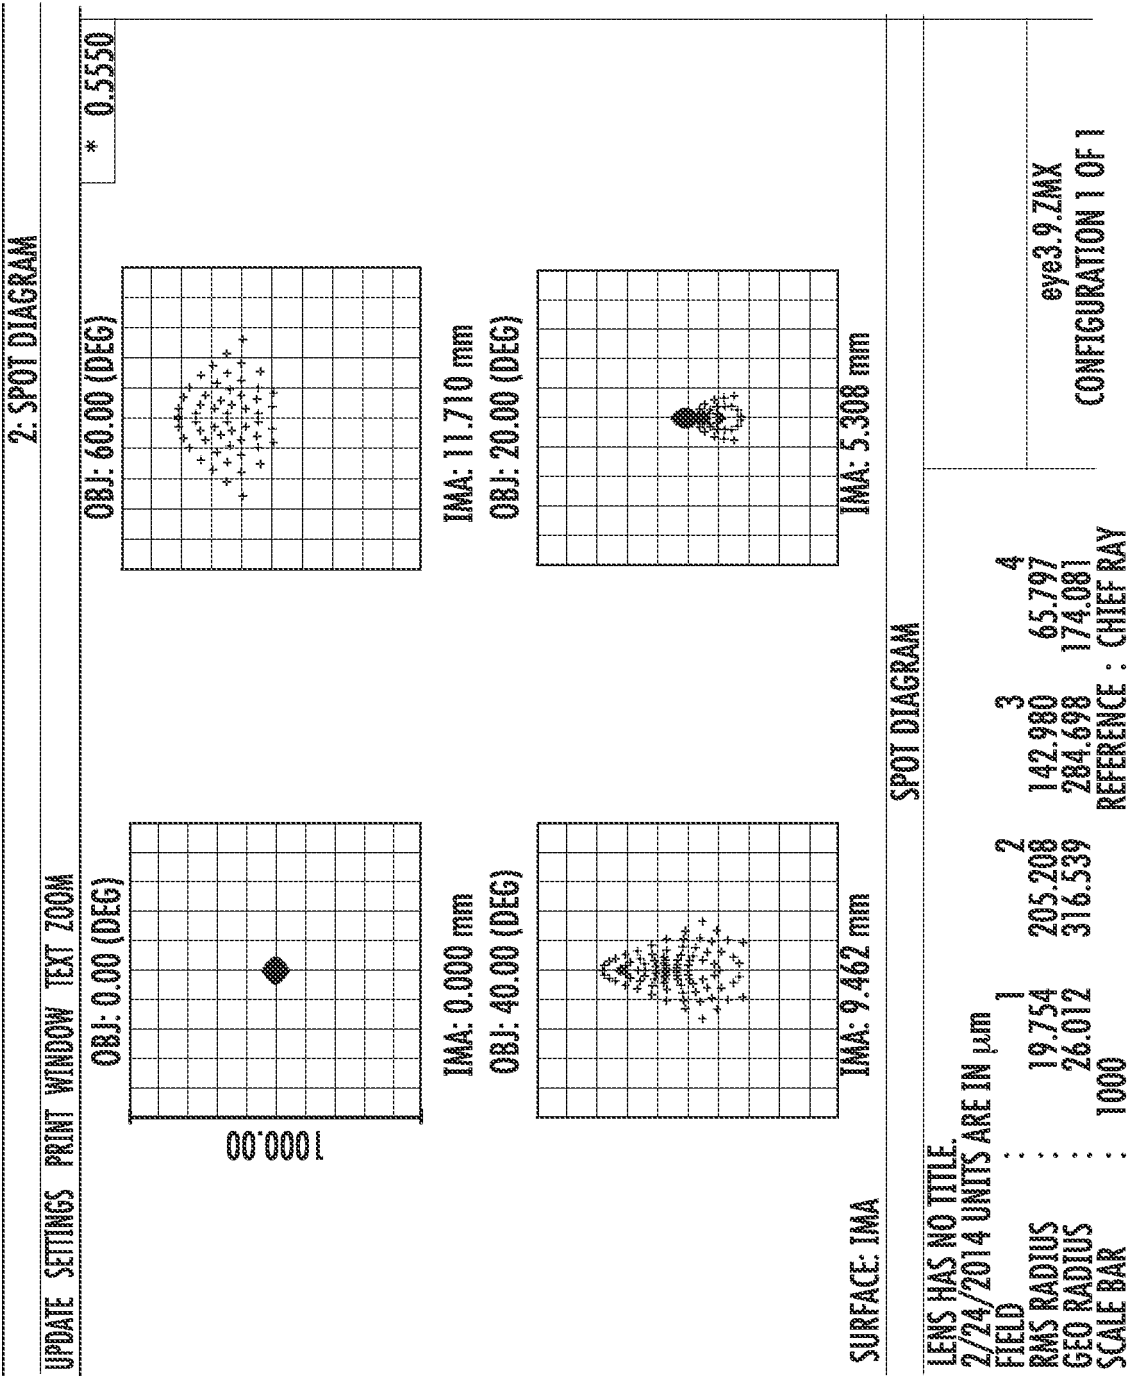 2: SPOT DIAGRAM
UPDATE SETTINGS PRINT WINDOW TEXT ZOOM
* 0.5550
OBJ: 0.00 (DEG)
OBJ: 60.00 (DEG)
1000.00
IMA: 0.000 mm
IMA: 11.710 mm
OBJ: 40.00 (DEG)
OBJ: 20.00 (DEG)
IMA: 9.462 mm
IMA: 5.308 mm
SURFACE: IMA
SPOT DIAGRAM
LENS HAS NO TITLE.
2/24/2014 UNITS ARE IN µm
FIELD : 1 2 3 4
RMS RADIUS : 19.754 205.208 142.980 65.797
GEO RADIUS : 26.012 316.539 284.698 174.081
SCALE BAR : 1000 REFERENCE : CHIEF RAY
eye3.9.ZMX
CONFIGURATION 1 OF 1